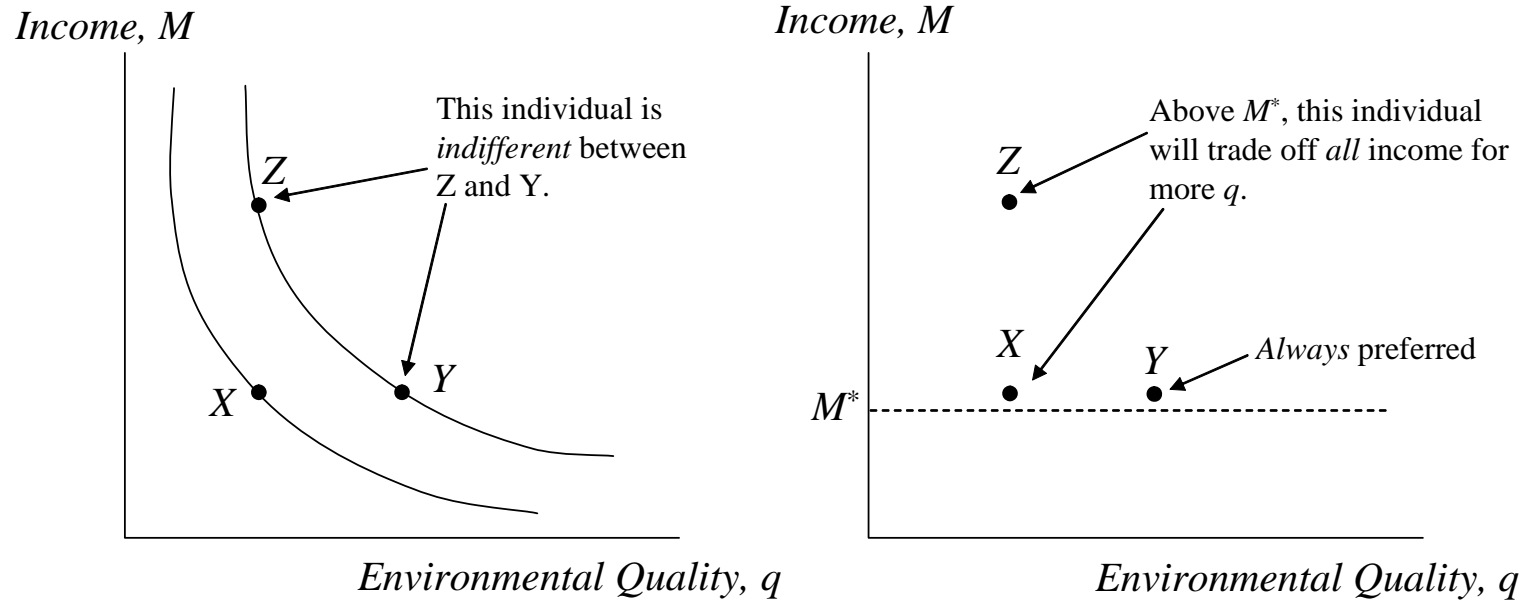 Income, M
This individual is
indifferent between
Z and Y.
Z
Y
X
Environmental Quality, q
Income, M
Above M*, this individual
will trade off all income for
more q.
Z
X
Y
Always preferred
M*
Environmental Quality, q